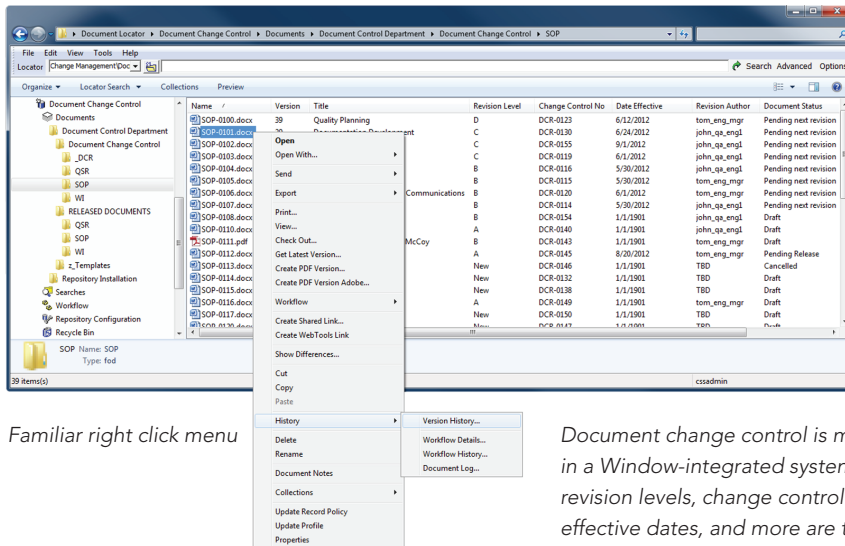 Document Locator ▸ Document Change Control ▸ Documents ▸ Document Control Department ▸ Document Change Control ▸ SOP
File Edit View Tools Help
Locator Change Management\Doc Search Advanced Options
Organize Locator Search Collections Preview
Document Change Control
Documents
Document Control Department
Document Change Control
_DCR
QSR
SOP
WI
RELEASED DOCUMENTS
QSR
SOP
WI
z_Templates
Repository Installation
Searches
Workflow
Repository Configuration
Recycle Bin
Name Version Title Revision Level Change Control No Date Effective Revision Author Document Status
SOP-0100.docx 39 Quality Planning D DCR-0123 6/12/2012 tom_eng_mgr Pending next revision
SOP-0101.docx C DCR-0130 6/24/2012 john_qa_eng1 Pending next revision
SOP-0102.docx C DCR-0155 9/1/2012 john_qa_eng1 Pending next revision
SOP-0103.docx C DCR-0119 6/1/2012 john_qa_eng1 Pending next revision
SOP-0104.docx B DCR-0116 5/30/2012 john_qa_eng1 Pending next revision
SOP-0105.docx B DCR-0115 5/30/2012 tom_eng_mgr Pending next revision
SOP-0106.docx Communications B DCR-0120 6/1/2012 tom_eng_mgr Pending next revision
SOP-0107.docx B DCR-0114 5/30/2012 john_qa_eng1 Pending next revision
SOP-0108.docx B DCR-0154 1/1/1901 john_qa_eng1 Draft
SOP-0110.docx A DCR-0140 1/1/1901 john_qa_eng1 Draft
SOP-0111.pdf McCoy B DCR-0143 1/1/1901 tom_eng_mgr Draft
SOP-0112.docx A DCR-0145 8/20/2012 tom_eng_mgr Pending Release
SOP-0113.docx New DCR-0146 1/1/1901 TBD Cancelled
SOP-0114.docx New DCR-0132 1/1/1901 TBD Draft
SOP-0115.docx New DCR-0138 1/1/1901 TBD Draft
SOP-0116.docx A DCR-0149 1/1/1901 tom_eng_mgr Draft
SOP-0117.docx New DCR-0150 1/1/1901 TBD Draft
SOP-0120.docx New DCR-0147 1/1/1901 TBD Draft
Open
Open With...
Send
Export
Print...
View...
Check Out...
Get Latest Version...
Create PDF Version...
Create PDF Version Adobe...
Workflow
Create Shared Link...
Create WebTools Link
Show Differences...
Cut
Copy
Paste
History
Delete
Rename
Document Notes
Collections
Update Record Policy
Update Profile
Properties
Version History...
Workflow Details...
Workflow History...
Document Log...
SOP Name: SOP
Type: fod
39 items(s) cssadmin
Familiar right click menu
Document change control is m
in a Window-integrated system
revision levels, change control
effective dates, and more are t